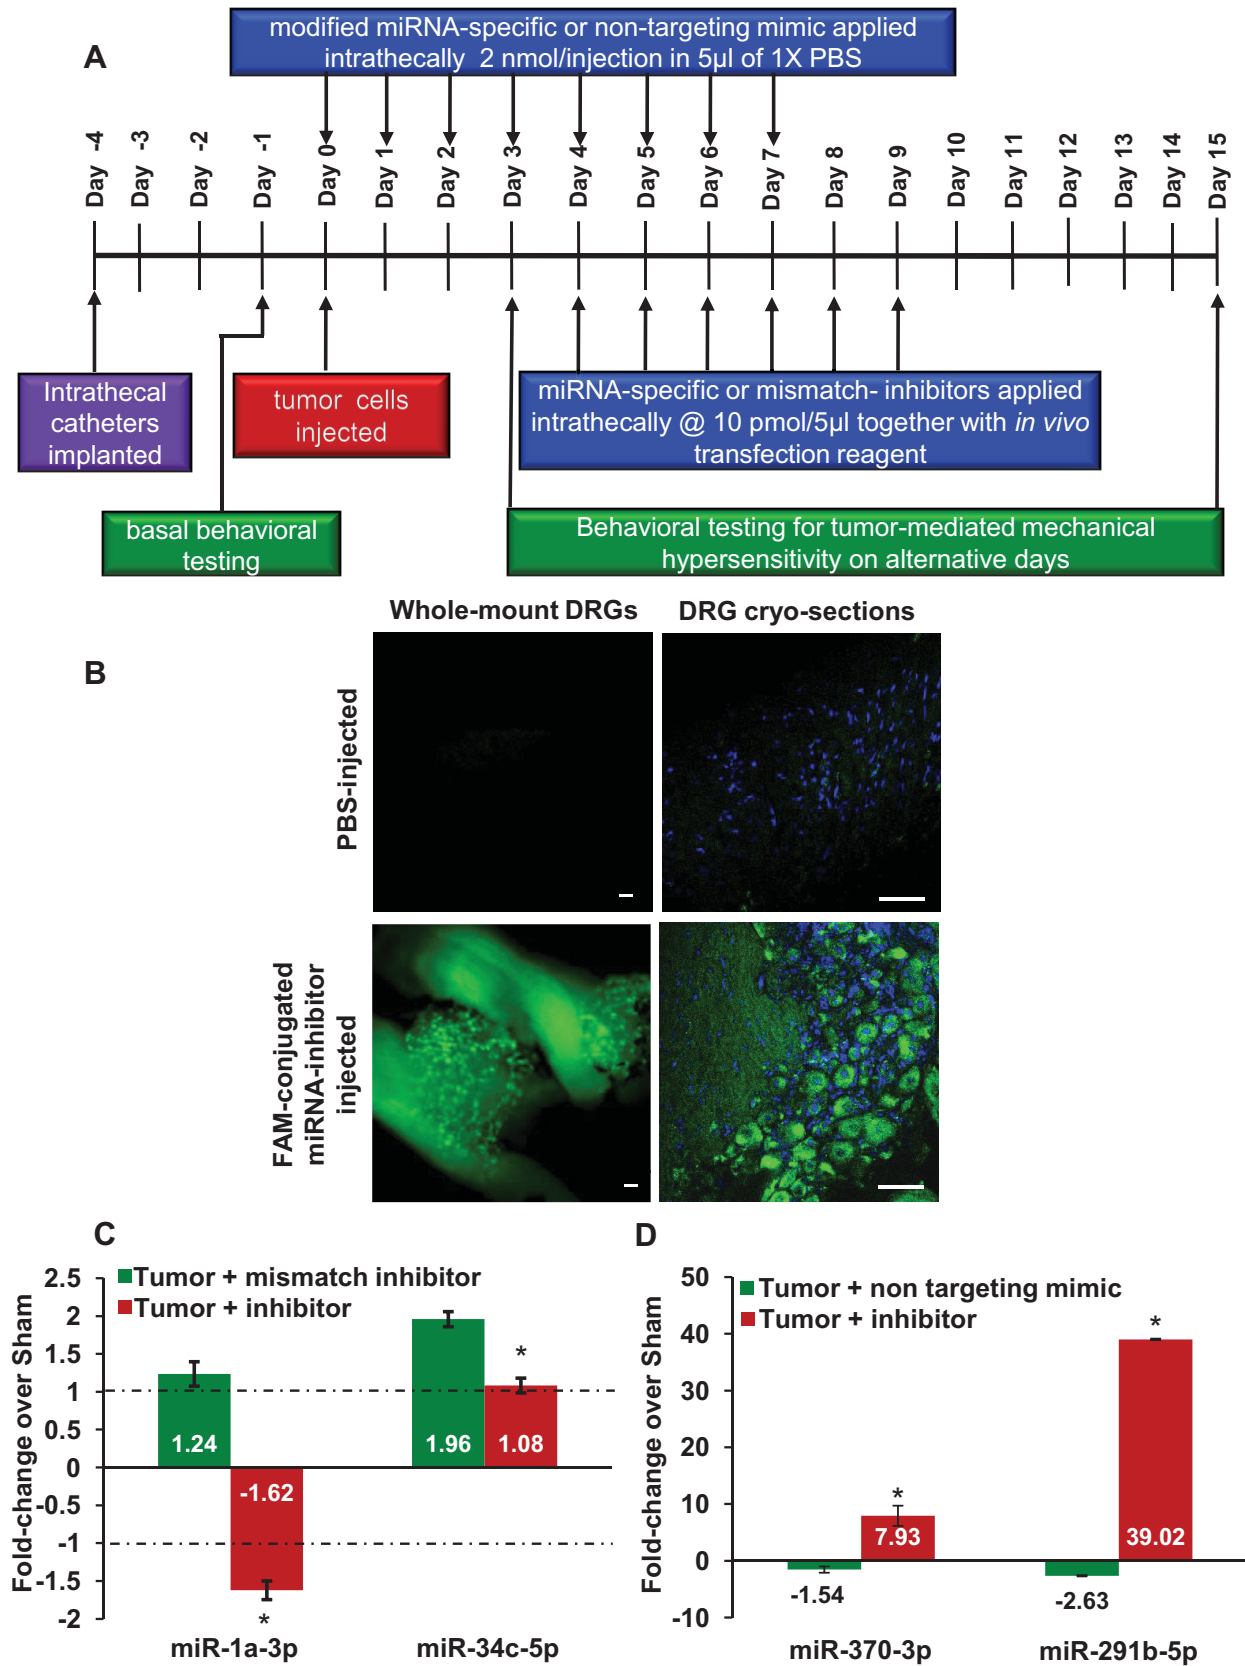 modified miRNA-specific or non-targeting mimic applied
intrathecally 2 nmol/injection in 5µl of 1X PBS
A
Day -4
Day -3
Day -2
Day -1
Day 0
Day 1
Day 2
Day 3
Day 4
Day 5
Day 6
Day 7
Day 8
Day 9
Day 10
Day 11
Day 12
Day 13
Day 14
Day 15
Intrathecal
catheters
implanted
tumor cells
injected
miRNA-specific or mismatch- inhibitors applied
intrathecally @ 10 pmol/5µl together with in vivo
transfection reagent
basal behavioral
testing
Behavioral testing for tumor-mediated mechanical
hypersensitivity on alternative days
B
Whole-mount DRGs
DRG cryo-sections
PBS-injected
FAM-conjugated
miRNA-inhibitor
injected
C
Tumor + mismatch inhibitor
Tumor + inhibitor
Fold-change over Sham
2.5
2
1.5
1
0.5
0
-0.5
-1
-1.5
-2
1.24
-1.62
*
1.96
*
1.08
miR-1a-3p
miR-34c-5p
D
Tumor + non targeting mimic
Tumor + inhibitor
Fold-change over Sham
50
40
30
20
10
0
-10
-1.54
*
7.93
-2.63
*
39.02
miR-370-3p
miR-291b-5p